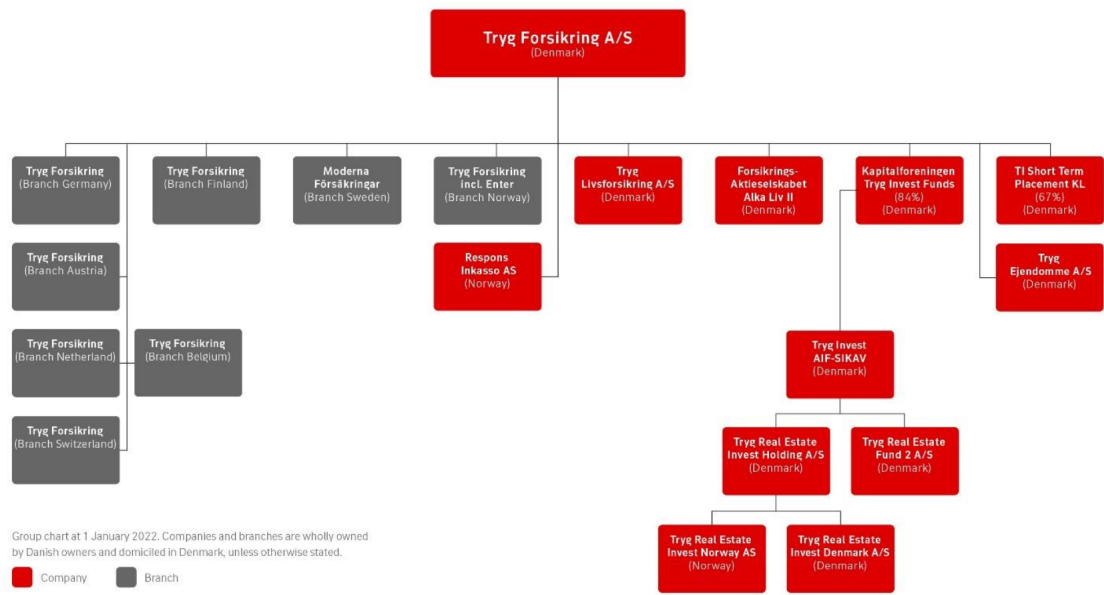 Tryg Forsikring A/S
(Denmark)
Tryg Forsikring
(Branch Germany)
Tryg Forsikring
(Branch Finland)
Moderna
Försäkringar
(Branch Sweden)
Tryg Forsikring
incl. Enter
(Branch Norway)
Tryg
Livsforsikring A/S
(Denmark)
Forsikrings-
Aktieselskabet
Alka Liv II
(Denmark)
Kapitalforeningen
Tryg Invest Funds
(84%)
(Denmark)
TI Short Term
Placement KL
(67%)
(Denmark)
Tryg Forsikring
(Branch Austria)
Respons
Inkasso AS
(Norway)
Tryg
Ejendomme A/S
(Denmark)
Tryg Forsikring
(Branch Netherland)
Tryg Forsikring
(Branch Belgium)
Tryg Invest
AIF-SIKAV
(Denmark)
Tryg Forsikring
(Branch Switzerland)
Tryg Real Estate
Invest Holding A/S
(Denmark)
Tryg Real Estate
Fund 2 A/S
(Denmark)
Tryg Real Estate
Invest Norway AS
(Norway)
Tryg Real Estate
Invest Denmark A/S
(Denmark)
Group chart at 1 January 2022. Companies and branches are wholly owned
by Danish owners and domiciled in Denmark, unless otherwise stated.
Company
Branch